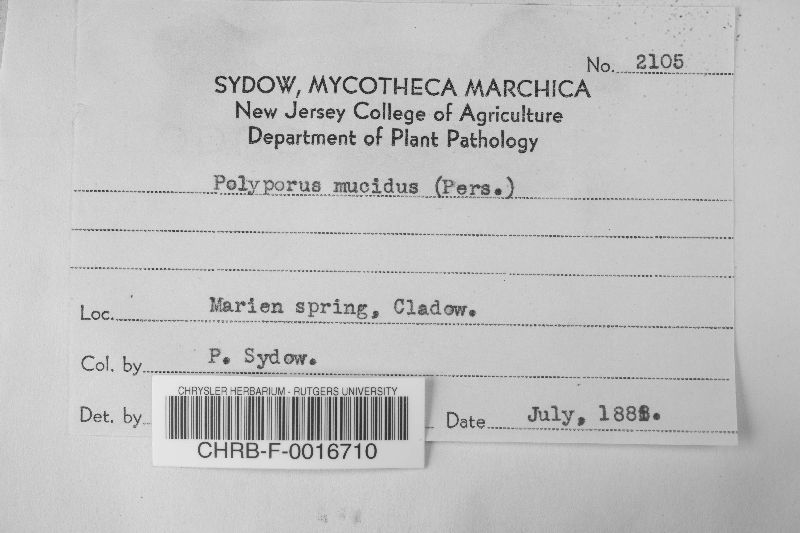 No. 2105
SYDOW, MYCOTHECA MARCHICA
New Jersey College of Agriculture
Department of Plant Pathology
Polyporus mucidus (Pers.)
Loc. Marien spring, Cladow.
Col. by P. Sydow.
CHRYSLER HERBARIUM - RUTGERS UNIVERSITY
Det. by
Date July,
CHRB-F-0016710